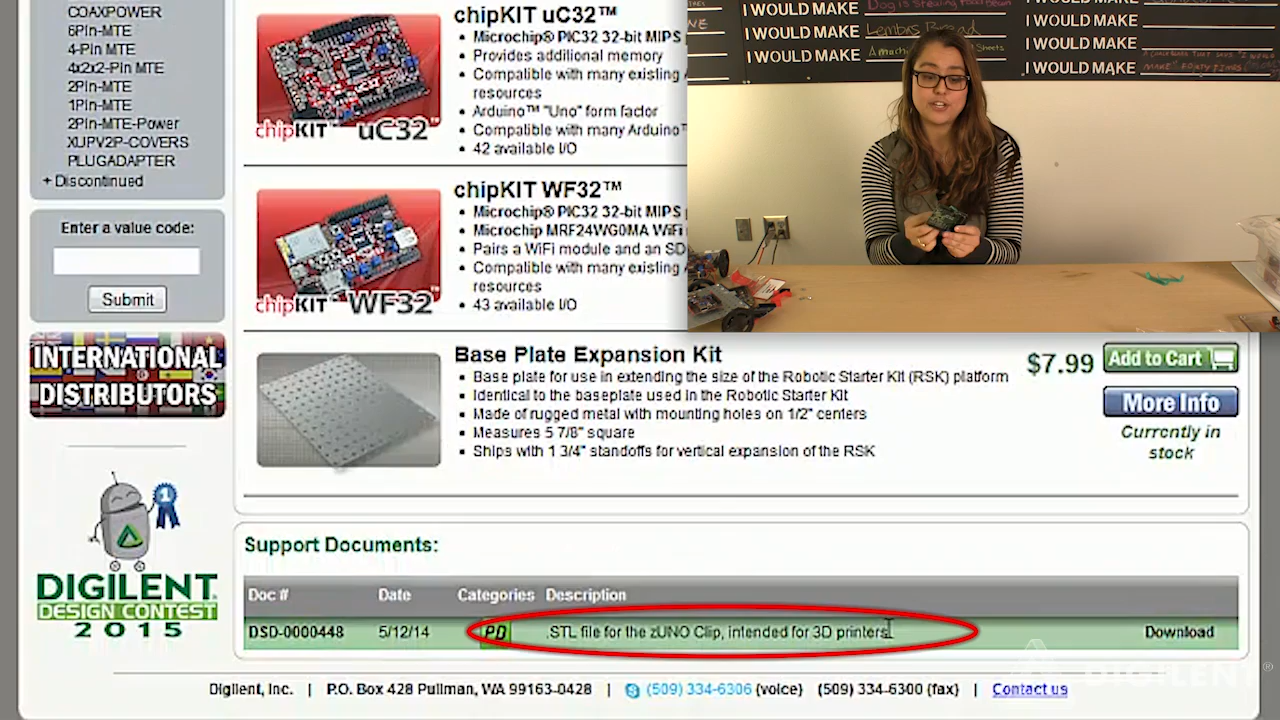 COAXPOWER
6Pin-MTE
4-Pin MTE
4x2x2-Pin MTE
2Pin-MTE
1Pin-MTE
2Pin-MTE-Power
XUPV2P-COVERS
PLUGADAPTER
+ Discontinued
Enter a value code:
Submit
INTERNATIONAL
DISTRIBUTORS
1
DIGILENT
DESIGN CONTEST
2015
chipKIT uC32™
chipKIT uC32™
• Microchip® PIC32 32-bit MIPS
• Provides additional memory
• Compatible with many existing
resources
• Arduino™ "Uno" form factor
• Compatible with many Arduino™
• 42 available I/O
chipKIT WF32™
chipKIT WF32™
• Microchip® PIC32 32-bit MIPS
• Microchip MRF24WG0MA WiFi
• Pairs a WiFi module and an SD
• Compatible with many existing
resources
• 43 available I/O
I WOULD MAKE
I WOULD MAKE Lembas Bread
I WOULD MAKE
I WOULD MAKE
I WOULD MAKE
I WOULD MAKE
Base Plate Expansion Kit
• Base plate for use in extending the size of the Robotic Starter Kit (RSK) platform
• Identical to the baseplate used in the Robotic Starter Kit
• Made of rugged metal with mounting holes on 1/2" centers
• Measures 5 7/8" square
• Ships with 1 3/4" standoffs for vertical expansion of the RSK
$7.99
Add to Cart
More Info
Currently in
stock
Support Documents:
Doc # Date Categories Description
DSD-0000448 5/12/14 PD .STL file for the zUNO Clip, intended for 3D printers Download
Digilent, Inc. | P.O. Box 428 Pullman, WA 99163-0428 | (509) 334-6306 (voice) (509) 334-6300 (fax) | Contact us
DIGILENT®